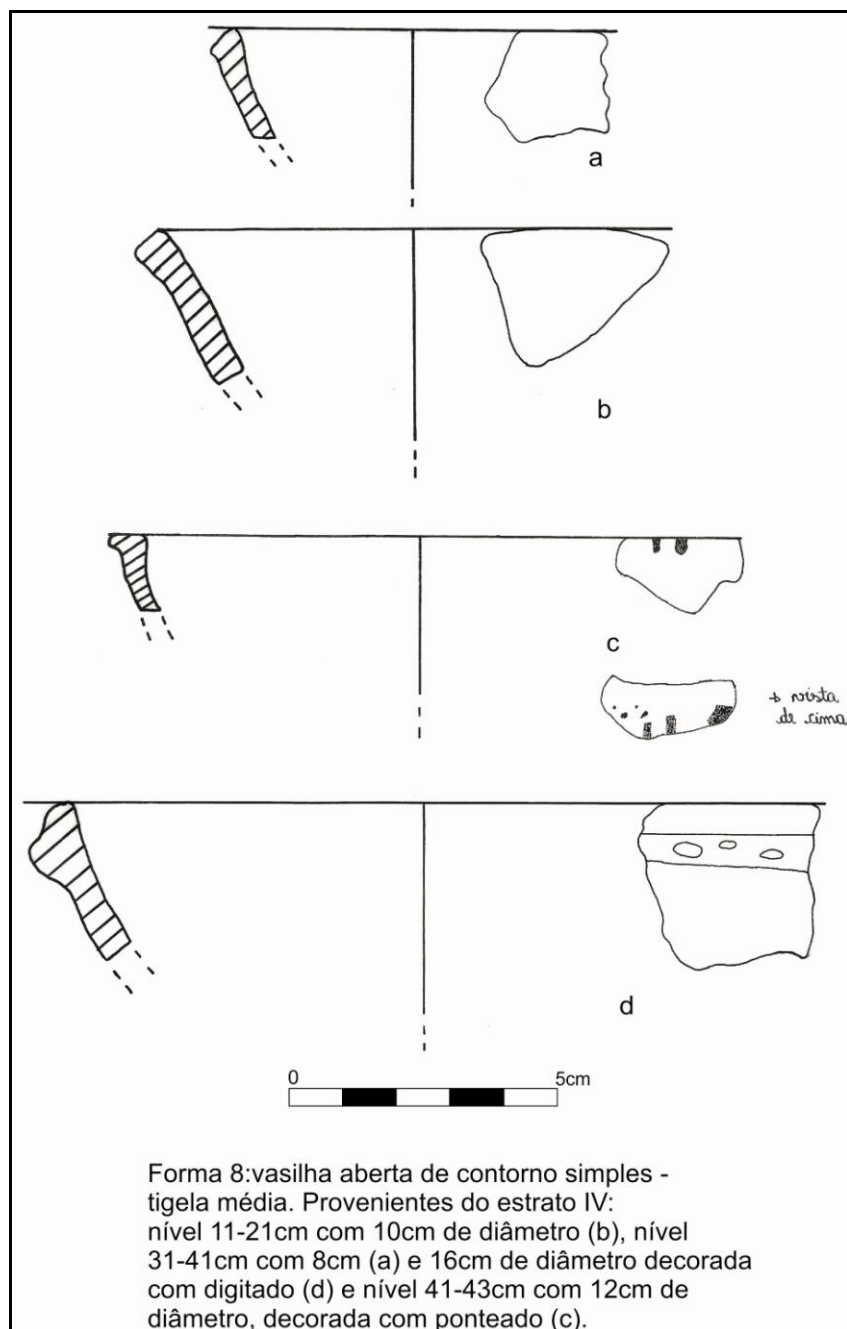 a
b
c
+ vista
de cima
d
0 5cm
Forma 8:vasilha aberta de contorno simples -
tigela média. Provenientes do estrato IV:
nível 11-21cm com 10cm de diâmetro (b), nível
31-41cm com 8cm (a) e 16cm de diâmetro decorada
com digitado (d) e nível 41-43cm com 12cm de
diâmetro, decorada com ponteado (c).